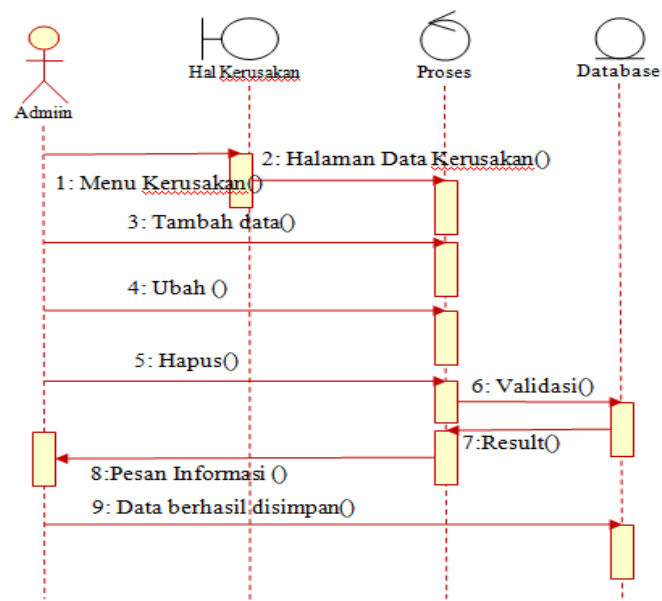 Hal Kerusakan
Proses
Database
Admiin
2: Halaman Data Kerusakan()
1: Menu Kerusakan()
3: Tambah data()
4: Ubah ()
5: Hapus()
6: Validasi()
7:Result()
8:Pesan Informasi ()
9: Data berhasil disimpan()